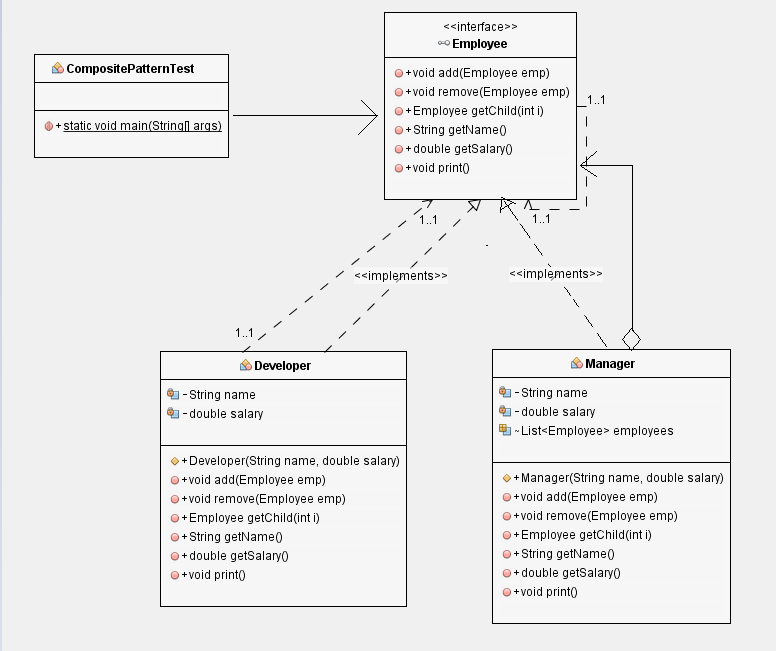 <<interface>>
Employee
+void add(Employee emp)
+void remove(Employee emp)
+Employee getChild(int i)
+String getName()
+double getSalary()
+void print()
CompositePatternTest
+static void main(String[] args)
1..1
1..1
1..1
<<implements>>
<<implements>>
1..1
Developer
-String name
-double salary
+Developer(String name, double salary)
+void add(Employee emp)
+void remove(Employee emp)
+Employee getChild(int i)
+String getName()
+double getSalary()
+void print()
Manager
-String name
-double salary
~List<Employee> employees
+Manager(String name, double salary)
+void add(Employee emp)
+void remove(Employee emp)
+Employee getChild(int i)
+String getName()
+double getSalary()
+void print()